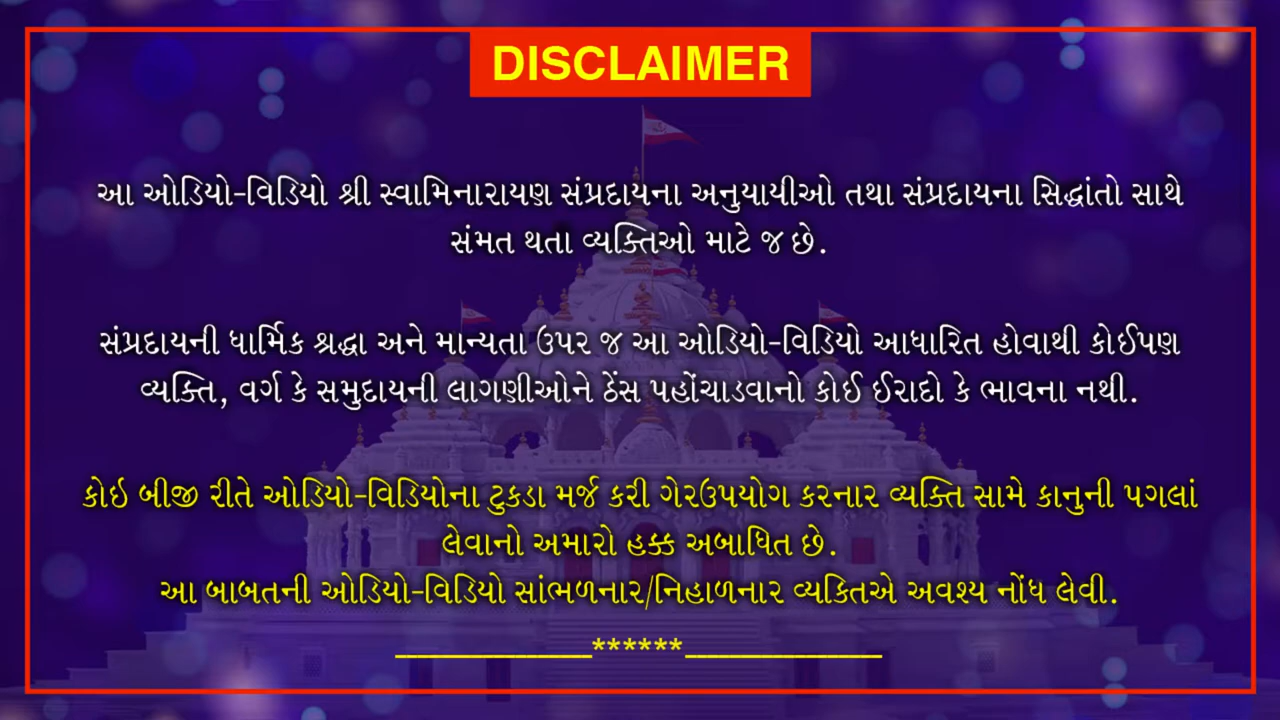 DISCLAIMER
આ ઓડિયો-વિડિયો શ્રી સ્વામિનારાયણ સંપ્રદાયના અનુયાયીઓ તથા સંપ્રદાયના સિદ્ધાંતો સાથે
સંમત થતા વ્યક્તિઓ માટે જ છે.
સંપ્રદાયની ધાર્મિક શ્રદ્ધા અને માન્યતા ઉપર જ આ ઓડિયો-વિડિયો આધારિત હોવાથી કોઈપણ
વ્યક્તિ, વર્ગ કે સમુદાયની લાગણીઓને ઠેંસ પહોંચાડવાનો કોઈ ઈરાદો કે ભાવના નથી.
કોઇ બીજી રીતે ઓડિયો-વિડિયોના ટુકડા મર્જ કરી ગેરઉપયોગ કરનાર વ્યક્તિ સામે કાનુની પગલાં
લેવાનો અમારો હક્ક અબાધિત છે.
આ બાબતની ઓડિયો-વિડિયો સાંભળનાર/નિહાળનાર વ્યકિતએ અવશ્ય નોંધ લેવી.
______________******______________